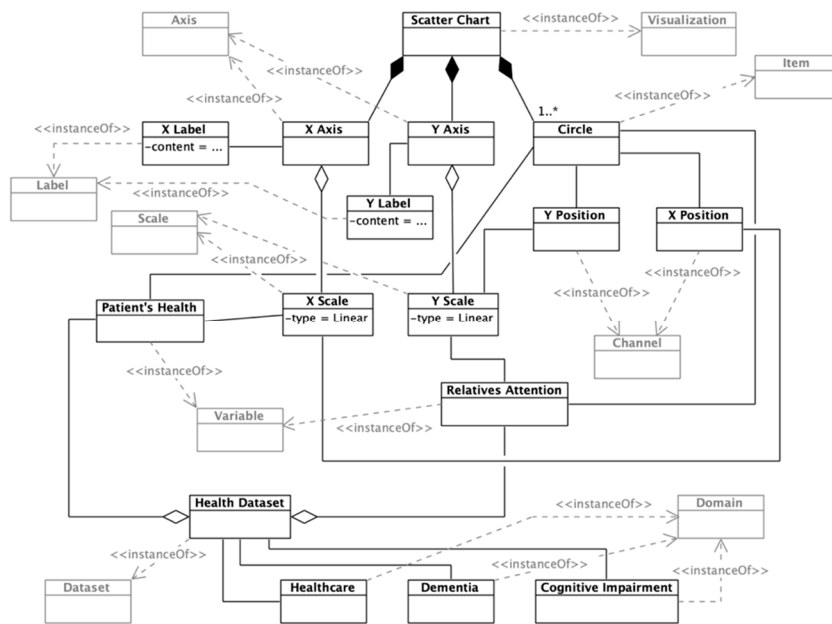 Axis
Scatter Chart
<<instanceOf>>
Visualization
<<instanceOf>>
<<instanceOf>>
Item
<<instanceOf>>
<<instanceOf>>
1..*
<<instanceOf>>
X Label
-content = ...
X Axis
Y Axis
Circle
Label
<<instanceOf>>
Y Label
-content = ...
Scale
Y Position
X Position
<<instanceOf>>
<<instanceOf>>
<<instanceOf>>
Patient's Health
X Scale
-type = Linear
Y Scale
-type = Linear
Channel
<<instanceOf>>
Relatives Attention
Variable
<<instanceOf>>
Health Dataset
<<instanceOf>>
Domain
<<instanceOf>>
<<instanceOf>>
<<instanceOf>>
Dataset
Healthcare
Dementia
Cognitive Impairment